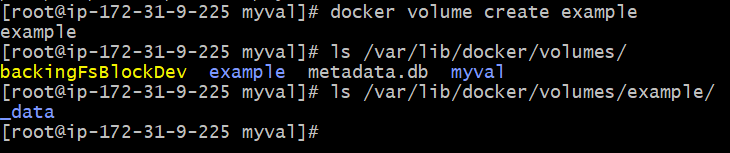 [root@ip-172-31-9-225 myval]# docker volume create example
example
[root@ip-172-31-9-225 myval]# ls /var/lib/docker/volumes/
backingFsBlockDev  example  metadata.db  myval
[root@ip-172-31-9-225 myval]# ls /var/lib/docker/volumes/example/
_data
[root@ip-172-31-9-225 myval]#